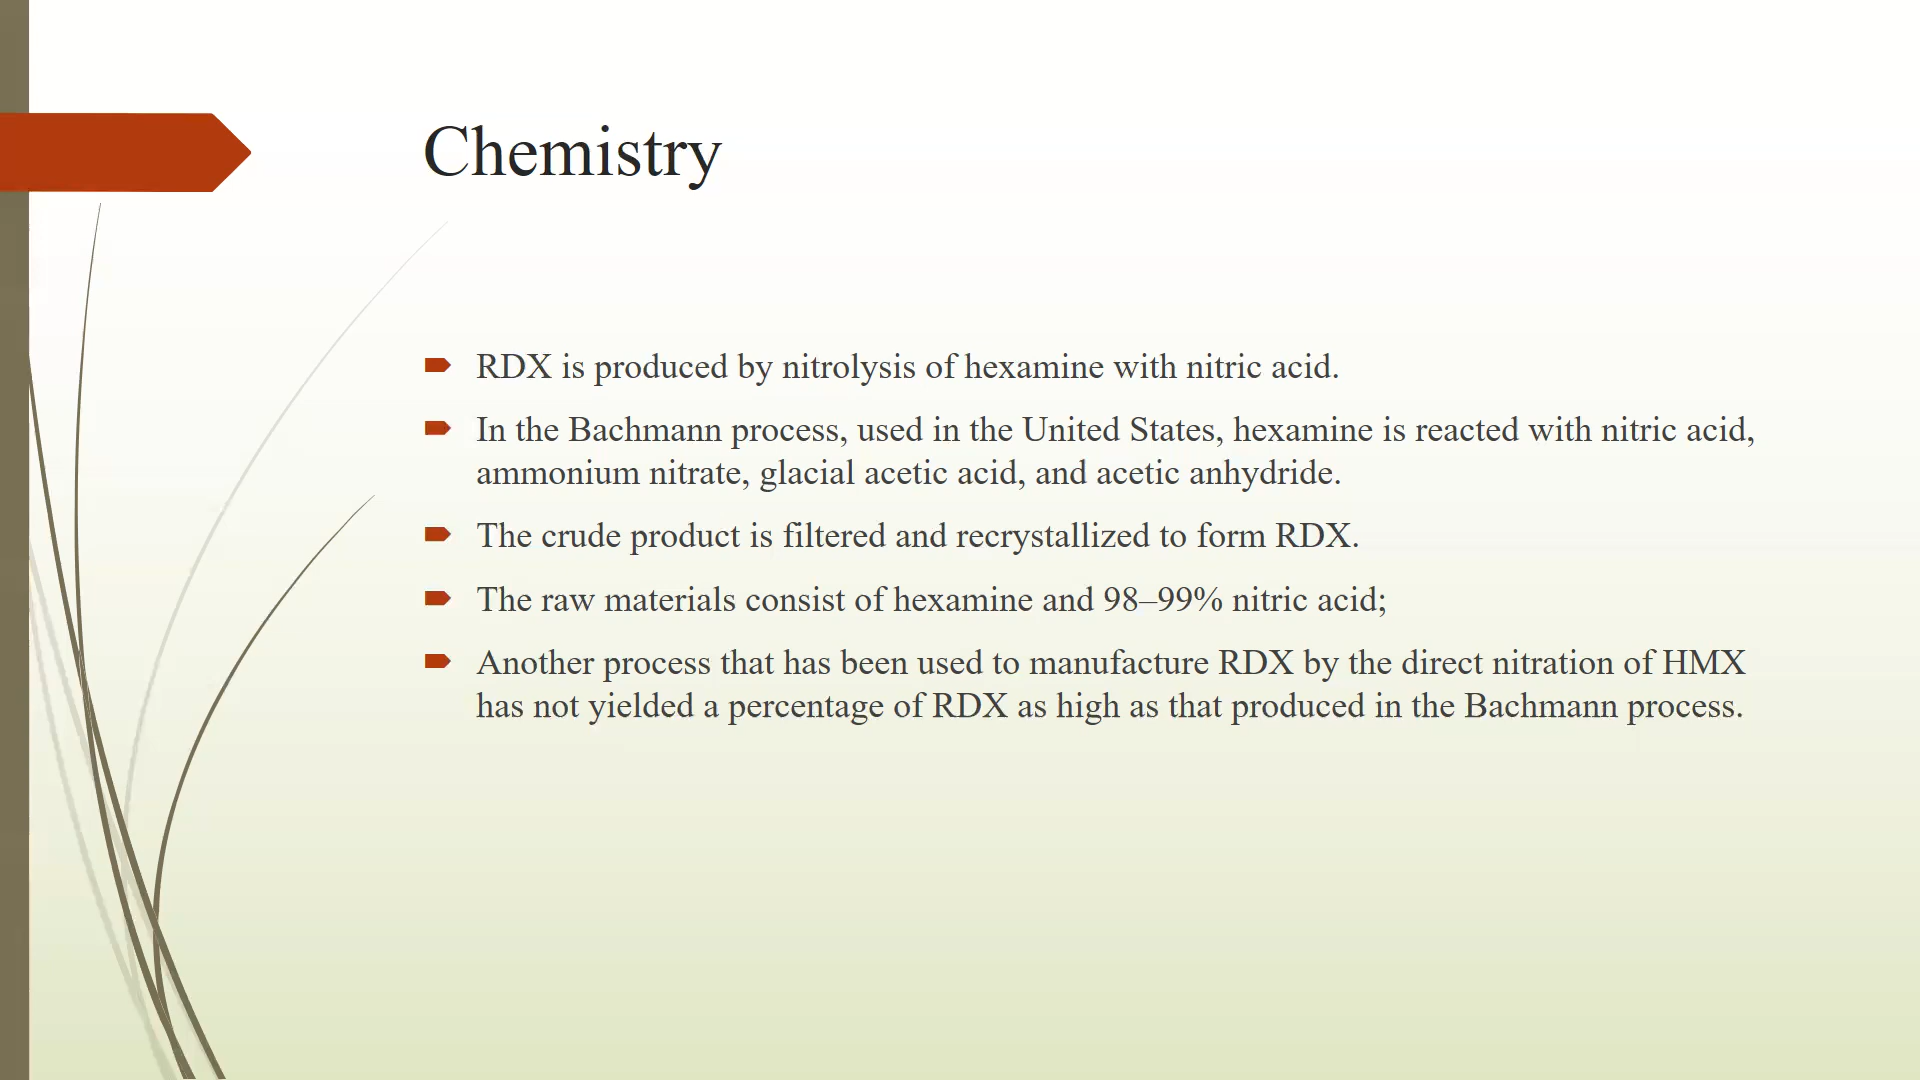 Chemistry
RDX is produced by nitrolysis of hexamine with nitric acid.
In the Bachmann process, used in the United States, hexamine is reacted with nitric acid,
ammonium nitrate, glacial acetic acid, and acetic anhydride.
The crude product is filtered and recrystallized to form RDX.
The raw materials consist of hexamine and 98–99% nitric acid;
Another process that has been used to manufacture RDX by the direct nitration of HMX
has not yielded a percentage of RDX as high as that produced in the Bachmann process.